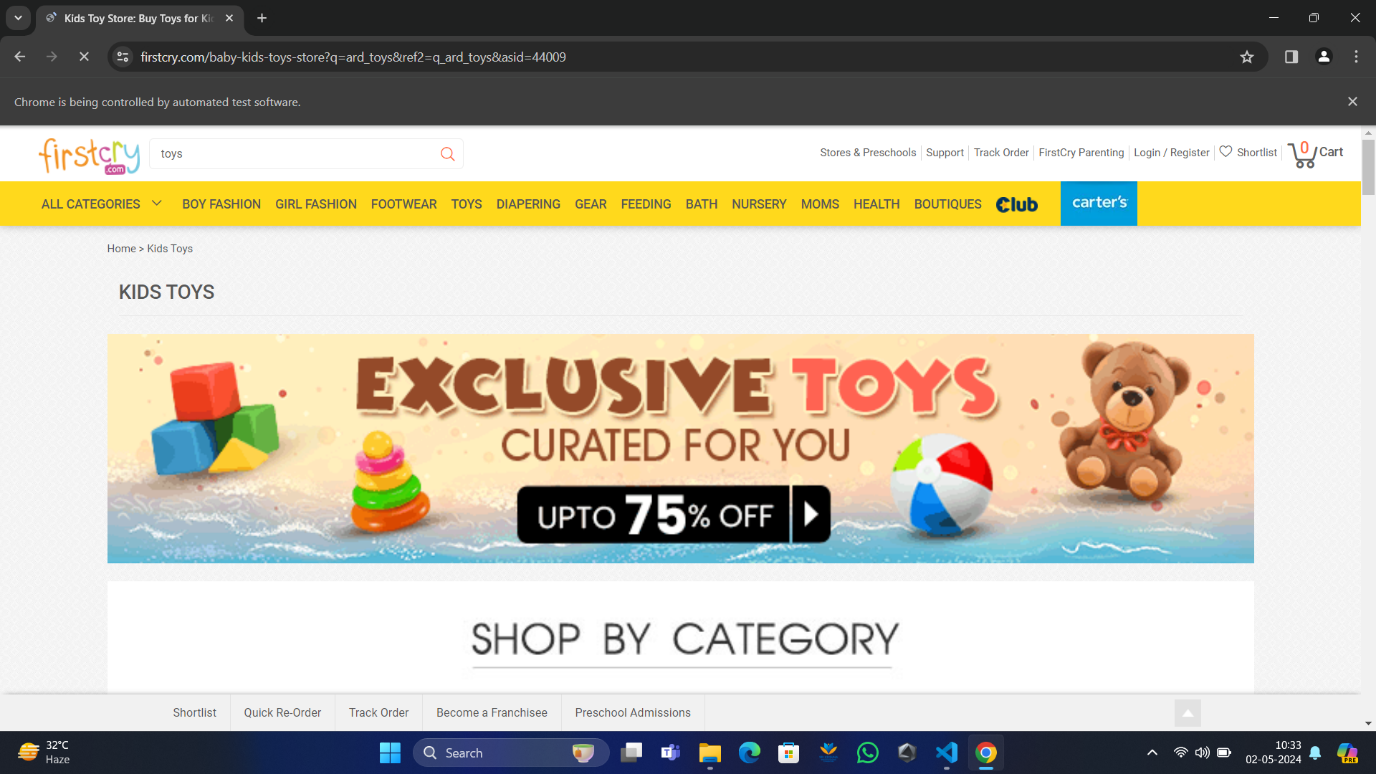 Kids Toy Store: Buy Toys for Ki
firstcry.com/baby-kids-toys-store?q=ard_toys&ref2=q_ard_toys&asid=44009
Chrome is being controlled by automated test software.
firstcry
.com
toys
Stores & Preschools
Support
Track Order
FirstCry Parenting
Login / Register
Shortlist
0
Cart
ALL CATEGORIES
BOY FASHION
GIRL FASHION
FOOTWEAR
TOYS
DIAPERING
GEAR
FEEDING
BATH
NURSERY
MOMS
HEALTH
BOUTIQUES
Club
carter's
Home > Kids Toys
KIDS TOYS
EXCLUSIVE TOYS
CURATED FOR YOU
UPTO 75% OFF
SHOP BY CATEGORY
Shortlist
Quick Re-Order
Track Order
Become a Franchisee
Preschool Admissions
32°C
Haze
Search
10:33
02-05-2024
PRE